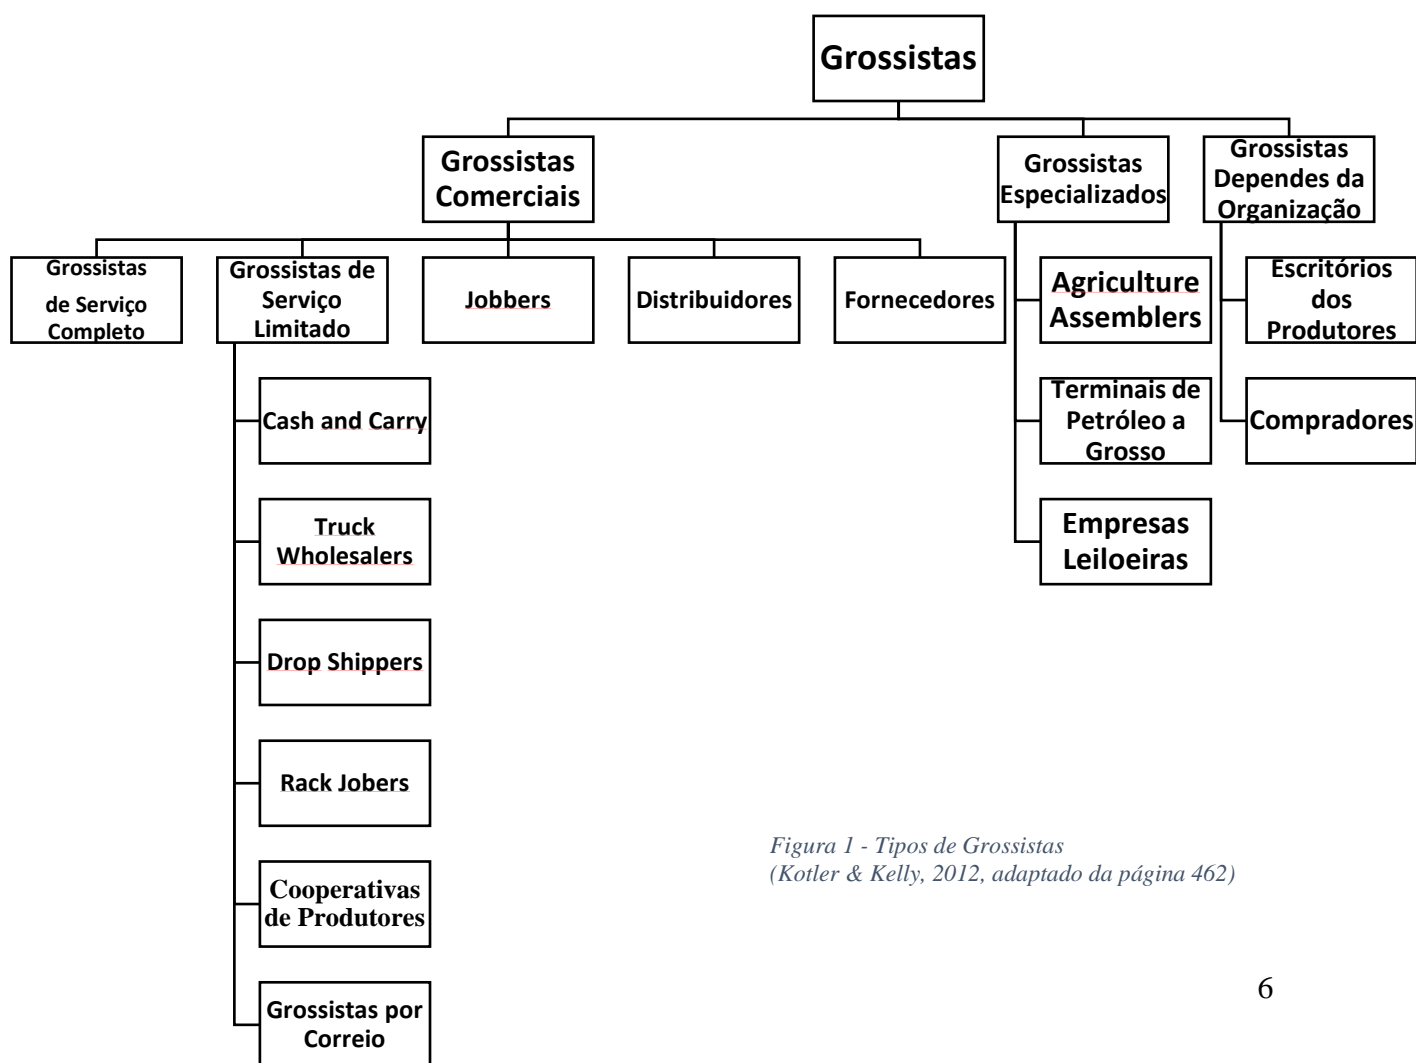 Grossistas
Grossistas
Comerciais
Grossistas
Especializados
Grossistas
Dependes da
Organização
Grossistas
de Serviço
Completo
Grossistas de
Serviço
Limitado
Jobbers
Distribuidores
Fornecedores
Agriculture
Assemblers
Escritórios
dos
Produtores
Cash and Carry
Terminais de
Petróleo a
Grosso
Compradores
Truck
Wholesalers
Empresas
Leiloeiras
Drop Shippers
Rack Jobers
Cooperativas
de Produtores
Grossistas por
Correio
Figura 1 - Tipos de Grossistas
(Kotler & Kelly, 2012, adaptado da página 462)
6